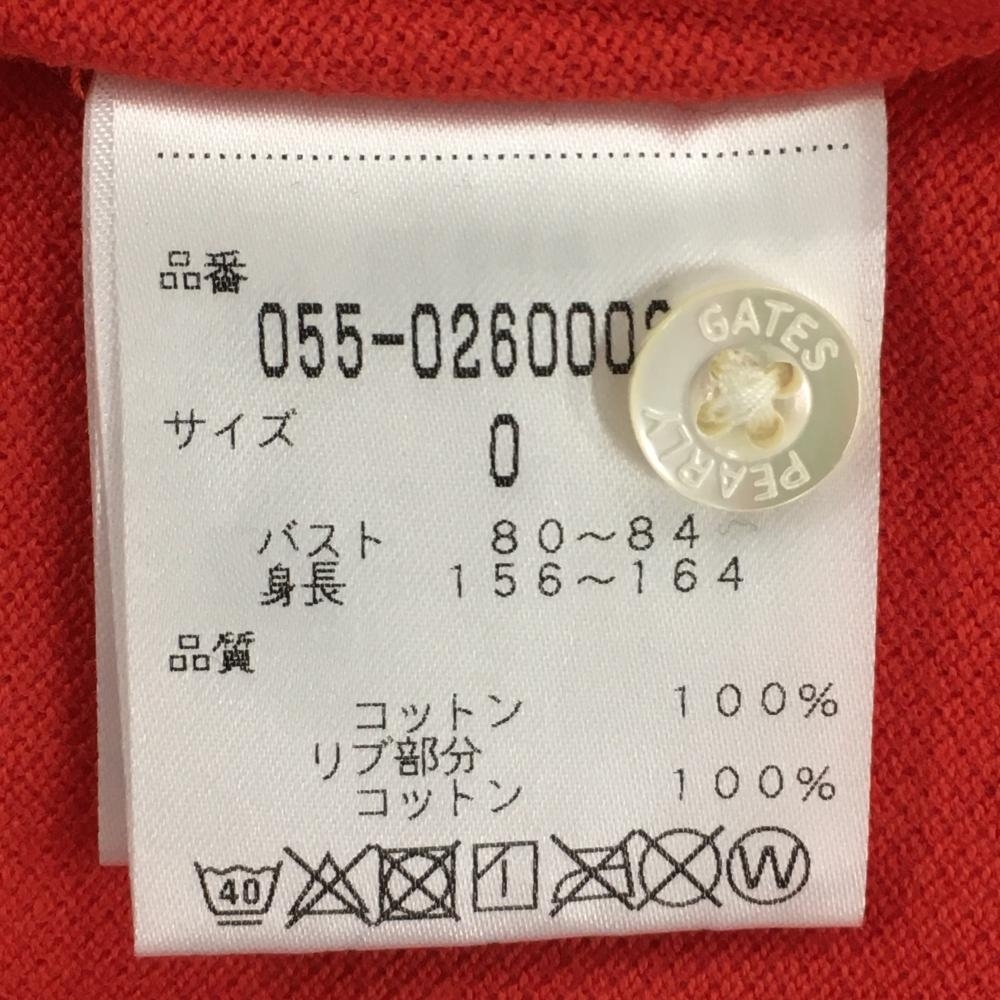 品番
055-0260002
サイズ
0
PEARLY GATES
バスト 80～84
身長 156～164
品質
コットン 100%
リブ部分
コットン 100%
40 W